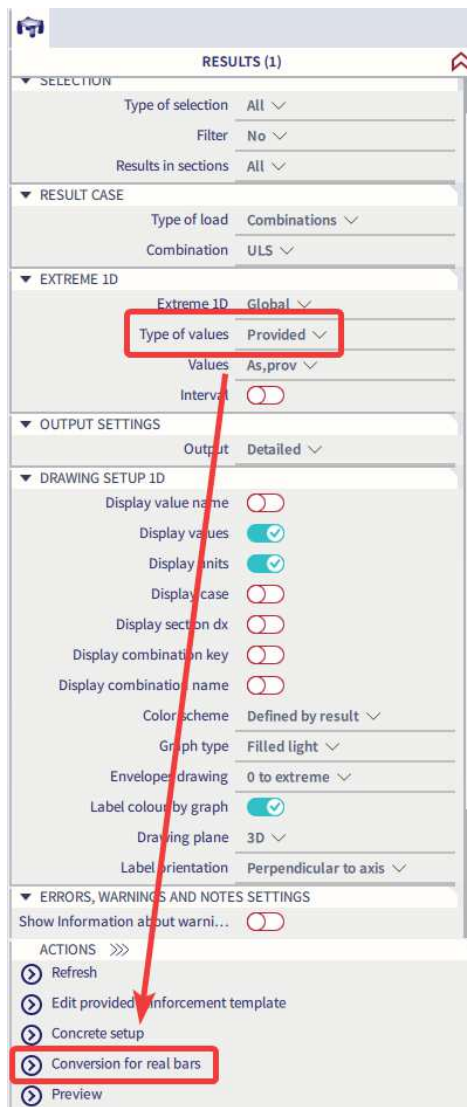 RESULTS (1)
SELECTION
Type of selection All
Filter No
Results in sections All
RESULT CASE
Type of load Combinations
Combination ULS
EXTREME 1D
Extreme 1D Global
Type of values Provided
Values As,prov
Interval
OUTPUT SETTINGS
Output Detailed
DRAWING SETUP 1D
Display value name
Display values
Display units
Display case
Display section dx
Display combination key
Display combination name
Color scheme Defined by result
Graph type Filled light
Envelopes drawing 0 to extreme
Label colour by graph
Drawing plane 3D
Label orientation Perpendicular to axis
ERRORS, WARNINGS AND NOTES SETTINGS
Show Information about warni...
ACTIONS >>>
Refresh
Edit provided reinforcement template
Concrete setup
Conversion for real bars
Preview